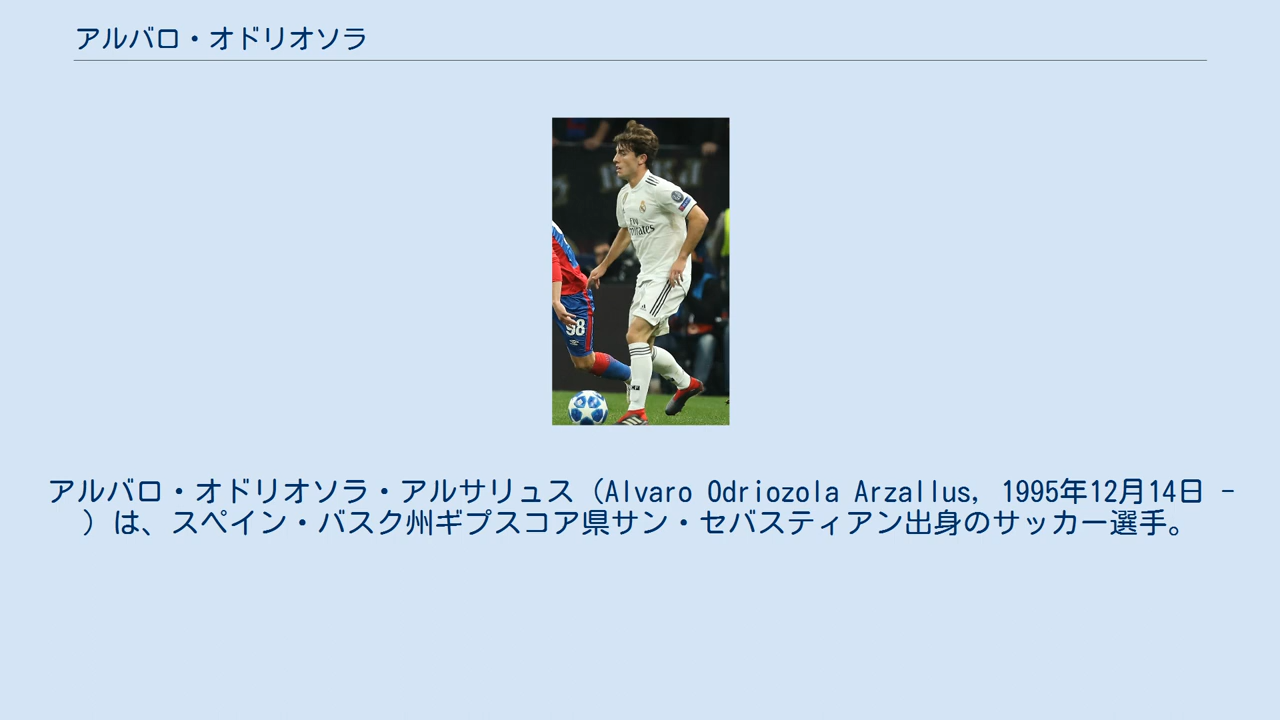 アルバロ・オドリオソラ
Fly
Emirates
98
アルバロ・オドリオソラ・アルサリュス（Alvaro Odriozola Arzallus, 1995年12月14日 -
）は、スペイン・バスク州ギプスコア県サン・セバスティアン出身のサッカー選手。